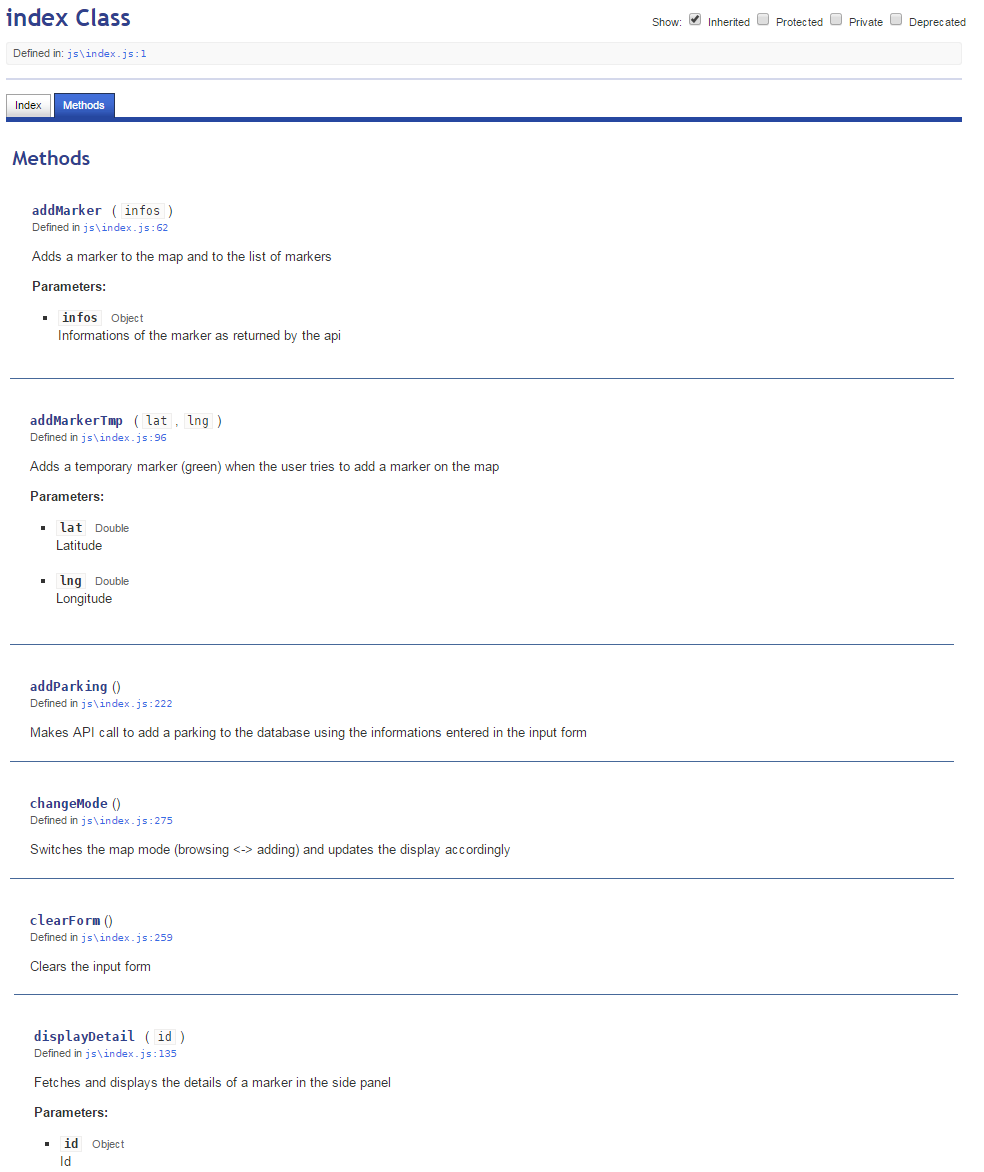 index Class
Show: Inherited Protected Private Deprecated
Defined in: js\index.js:1
Index Methods
Methods
addMarker ( infos )
Defined in js\index.js:62
Adds a marker to the map and to the list of markers
Parameters:
infos Object
Informations of the marker as returned by the api
addMarkerTmp ( lat , lng )
Defined in js\index.js:96
Adds a temporary marker (green) when the user tries to add a marker on the map
Parameters:
lat Double
Latitude
lng Double
Longitude
addParking ()
Defined in js\index.js:222
Makes API call to add a parking to the database using the informations entered in the input form
changeMode ()
Defined in js\index.js:275
Switches the map mode (browsing <-> adding) and updates the display accordingly
clearForm ()
Defined in js\index.js:259
Clears the input form
displayDetail ( id )
Defined in js\index.js:135
Fetches and displays the details of a marker in the side panel
Parameters:
id Object
Id